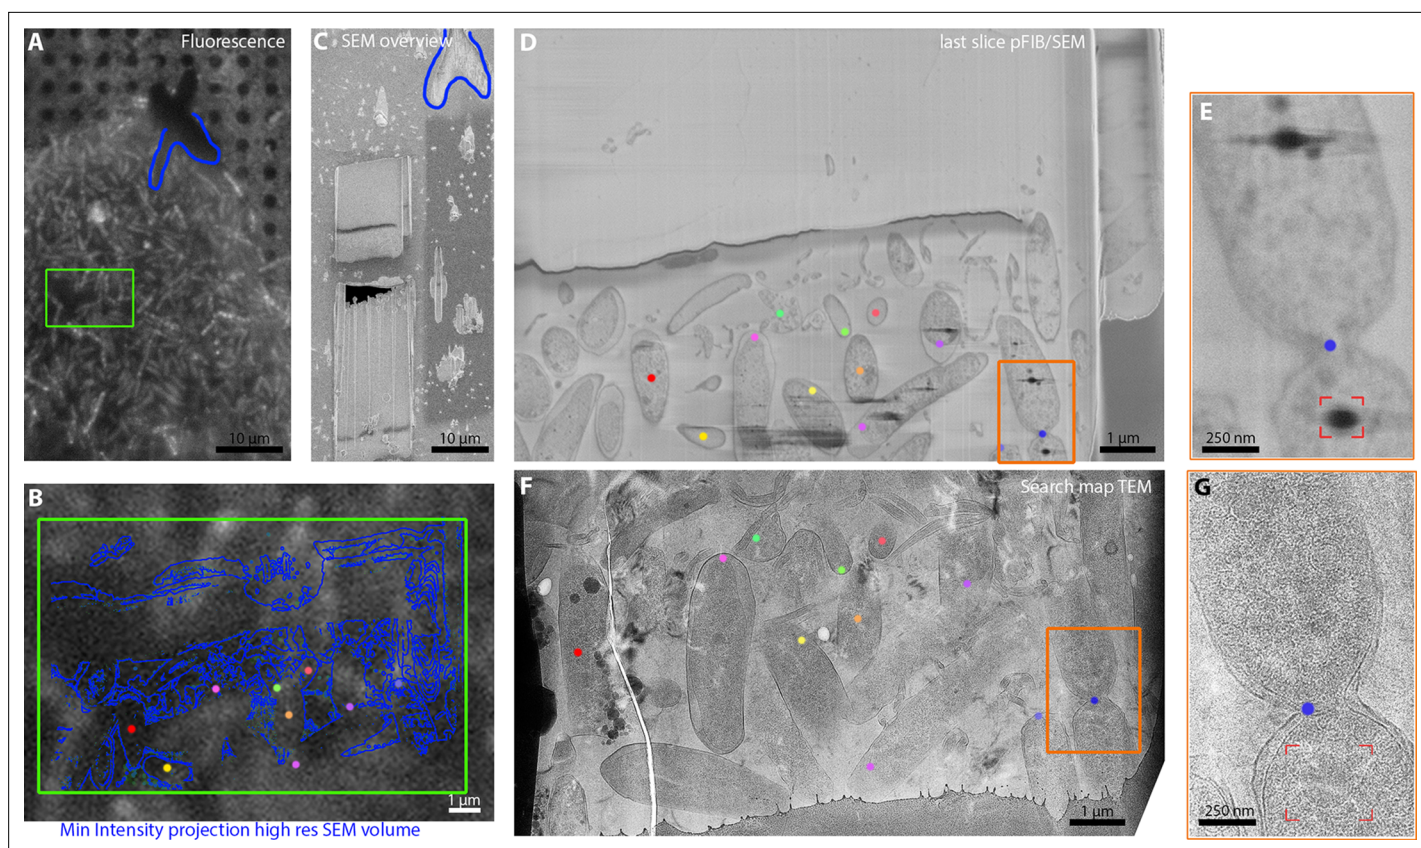 A Fluorescence
10 µm
C SEM overview
10 µm
D last slice pFIB/SEM
1 µm
E
250 nm
B
1 µm
Min Intensity projection high res SEM volume
F Search map TEM
1 µm
G
250 nm